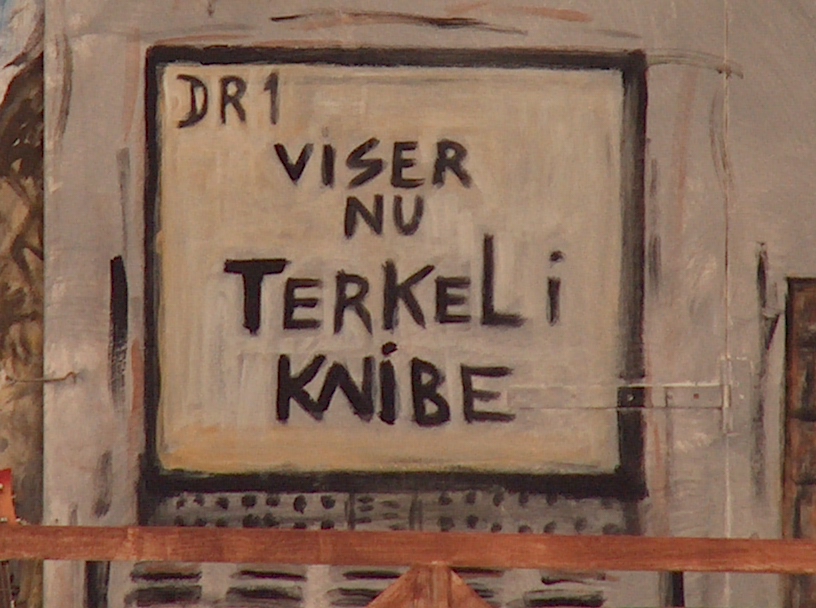 DR1
VISER
NU
TERKEL i
KNiBE